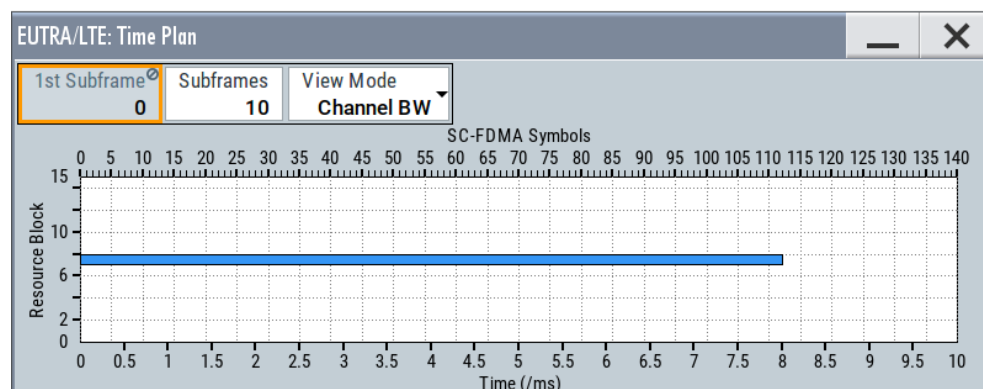 EUTRA/LTE: Time Plan
1st Subframe Subframes View Mode
0 10 Channel BW
SC-FDMA Symbols
0 5 10 15 20 25 30 35 40 45 50 55 60 65 70 75 80 85 90 95 100 105 110 115 120 125 130 135 140
15
10
6
2
0
Resource Block
0 0.5 1 1.5 2 2.5 3 3.5 4 4.5 5 5.5 6 6.5 7 7.5 8 8.5 9 9.5 10
Time (/ms)